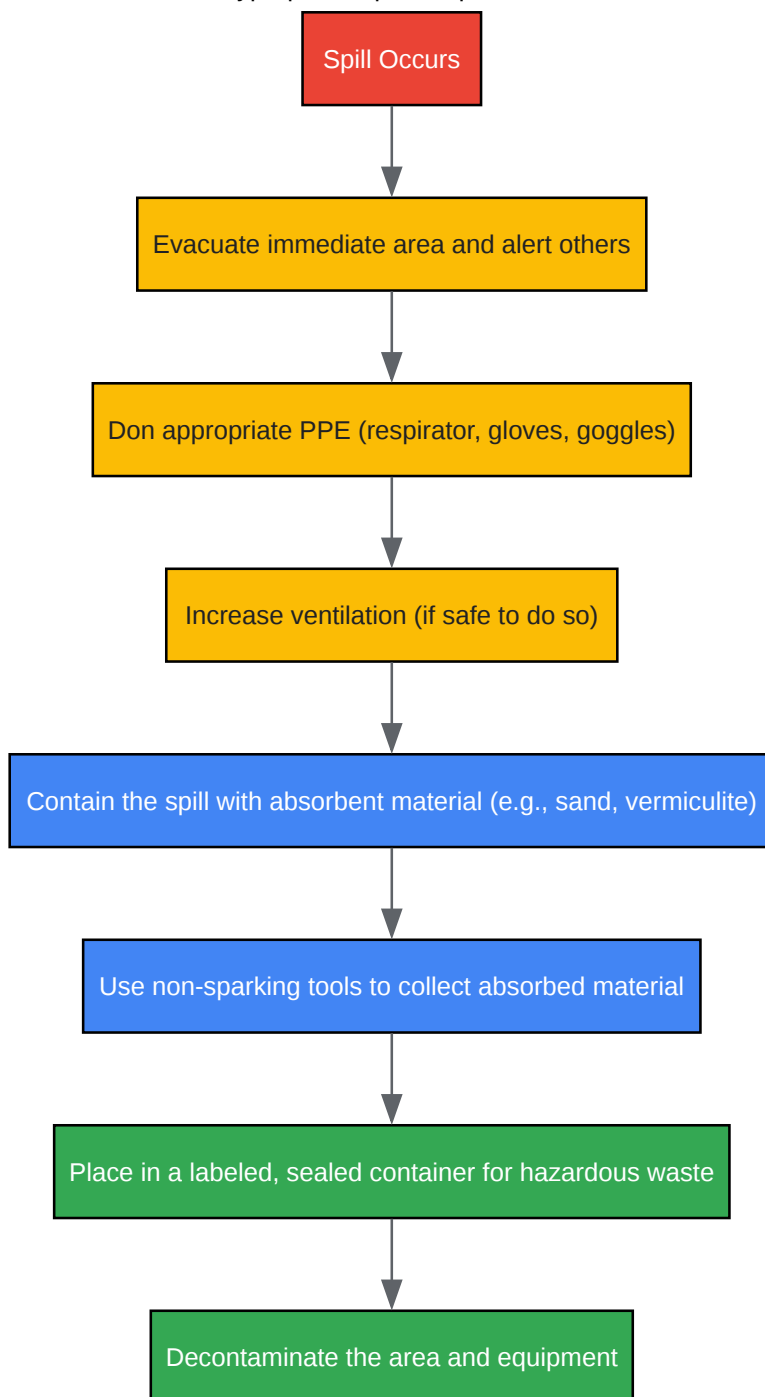 Spill Occurs
Evacuate immediate area and alert others
Don appropriate PPE (respirator, gloves, goggles)
Increase ventilation (if safe to do so)
Contain the spill with absorbent material (e.g., sand, vermiculite)
Use non-sparking tools to collect absorbed material
Place in a labeled, sealed container for hazardous waste
Decontaminate the area and equipment